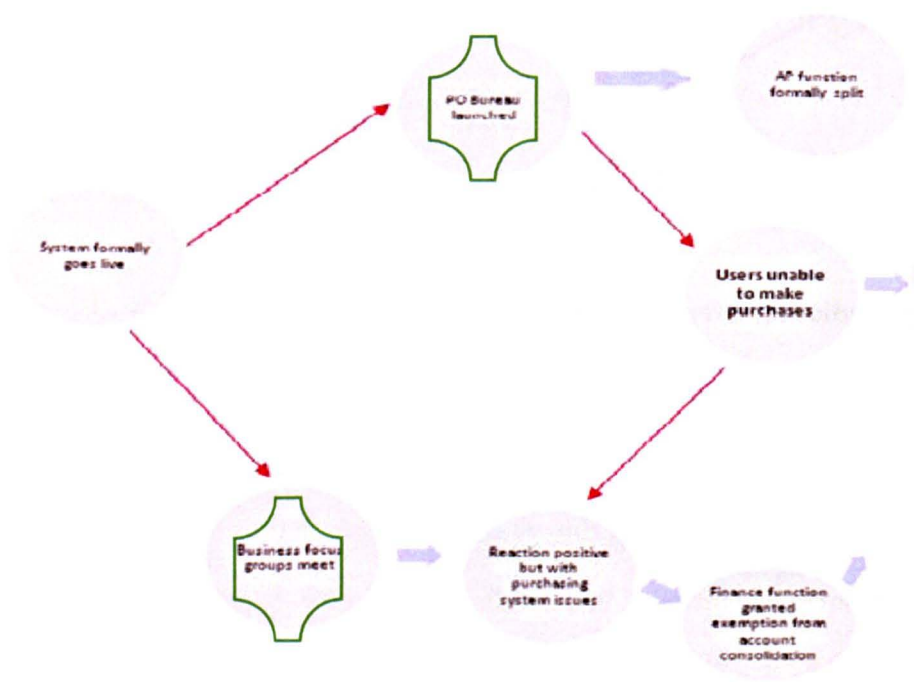 PO Bureau
launched
AP function
formally split
System formally
goes live
Users unable
to make
purchases
Business focus
groups meet
Reaction positive
but with
purchasing
system issues
Finance function
granted
exemption from
account
consolidation